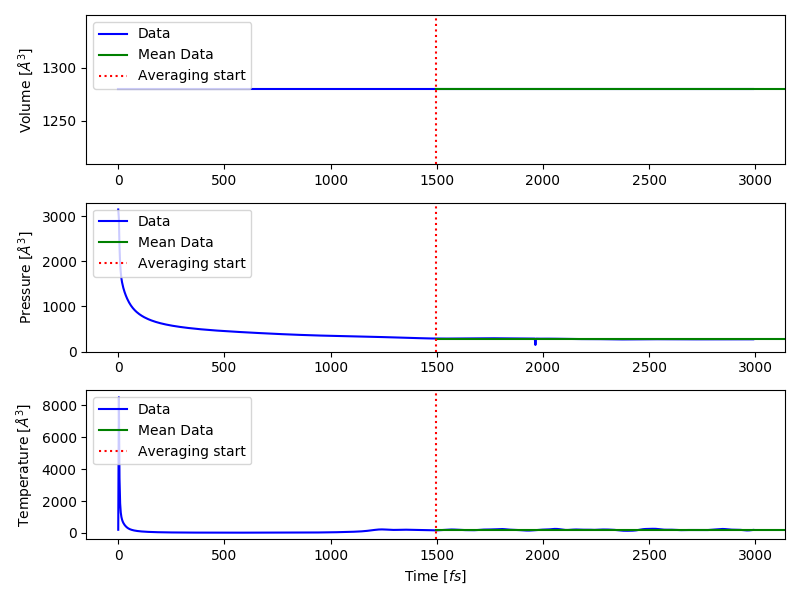 Volume [Å³]
1300
1250
Data
Mean Data
Averaging start
0 500 1000 1500 2000 2500 3000
Pressure [Å³]
3000
2000
1000
0
Data
Mean Data
Averaging start
0 500 1000 1500 2000 2500 3000
Temperature [Å³]
8000
6000
4000
2000
0
Data
Mean Data
Averaging start
0 500 1000 1500 2000 2500 3000
Time [fs]